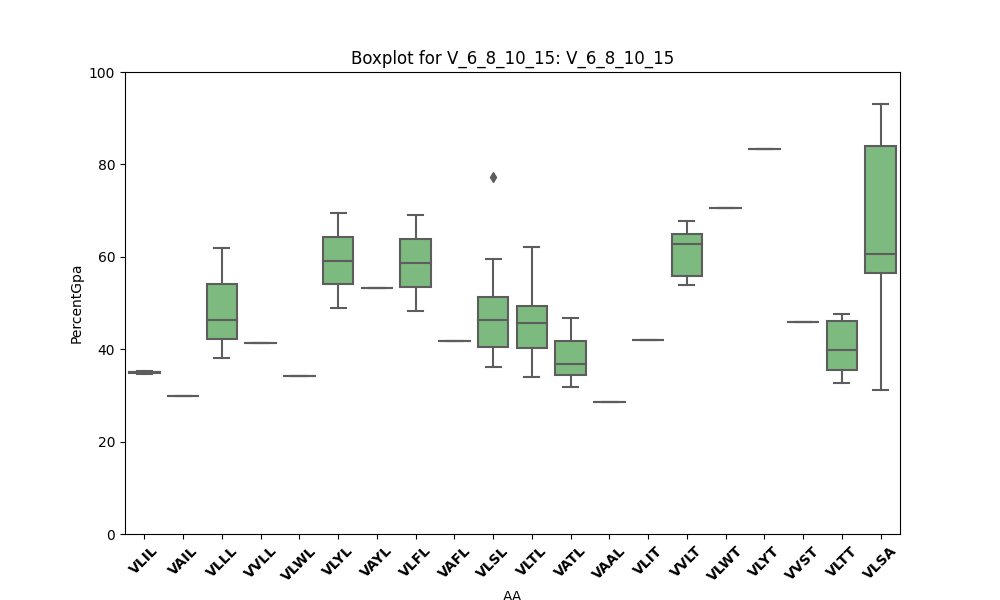 Boxplot for V_6_8_10_15: V_6_8_10_15
100
80
60
40
20
0
PercentGpa
VLIL
VAIL
VLLL
VVLL
VLWL
VLYL
VAYL
VLFL
VAFL
VLSL
VLTL
VATL
VAAL
VLIT
VVLT
VLWT
VLYT
VVST
VLTT
VLSA
AA